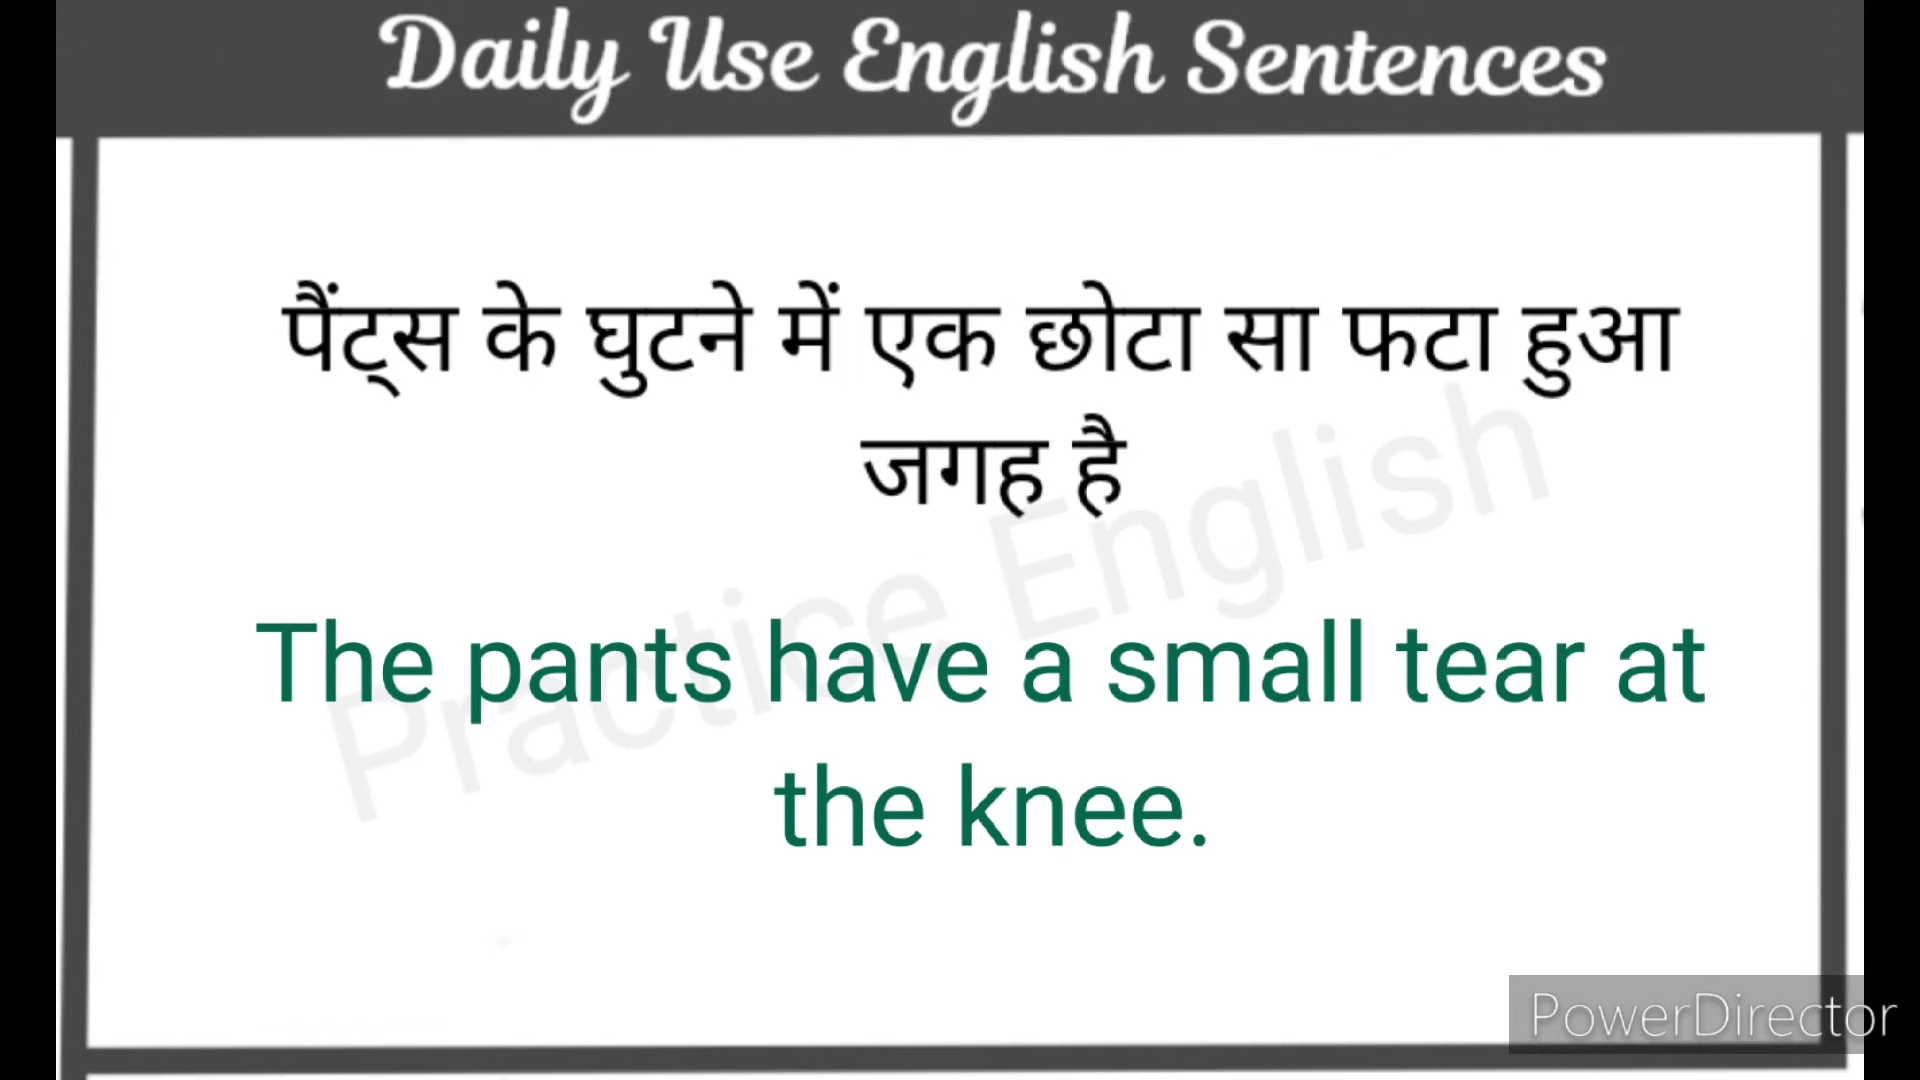 Daily Use English Sentences
पैंट्स के घुटने में एक छोटा सा फटा हुआ
जगह है
Practice English
The pants have a small tear at
the knee.
PowerDirector